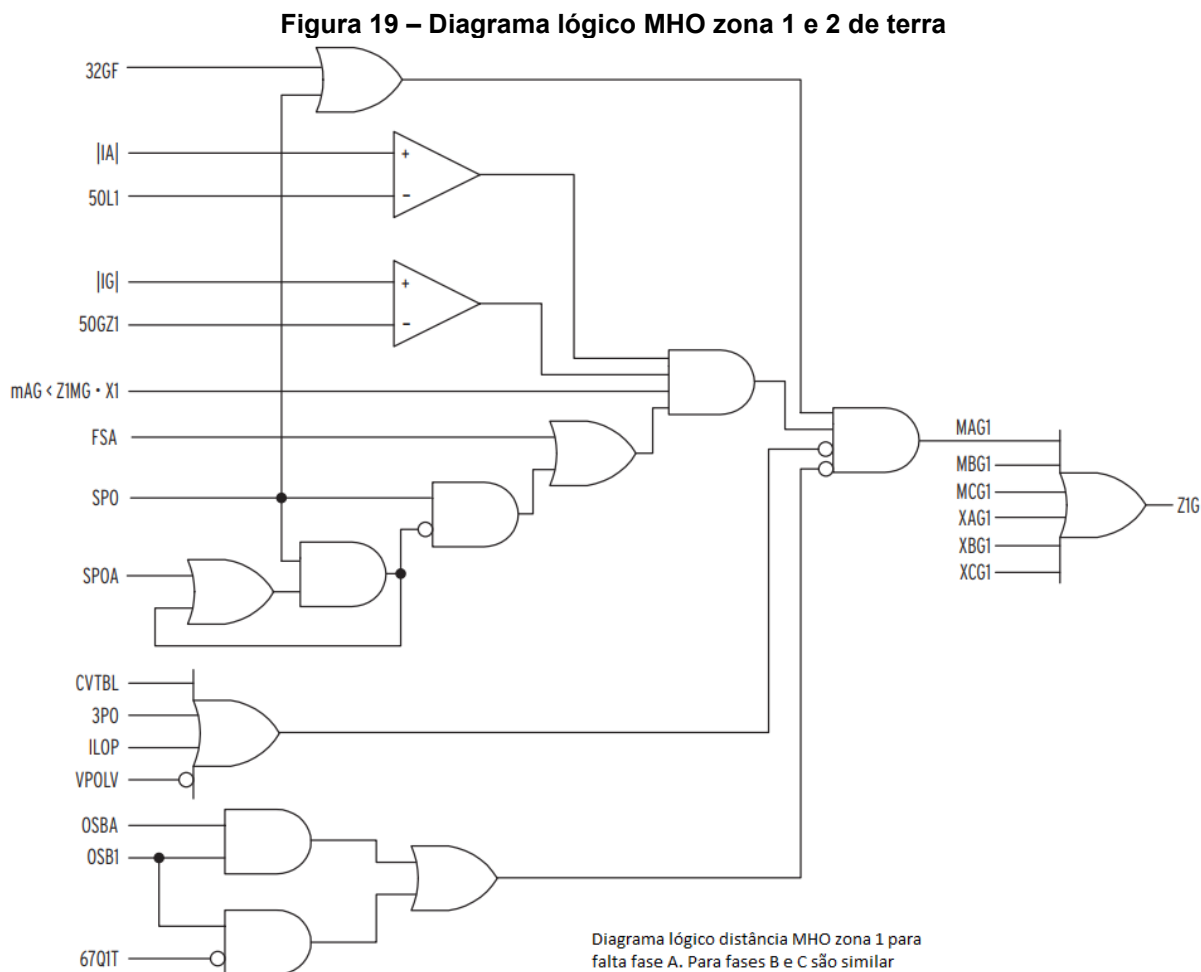 Figura 19 – Diagrama lógico MHO zona 1 e 2 de terra
32GF
|IA|
+
50L1
-
|IG|
+
50GZ1
-
mAG < Z1MG · X1
FSA
SPO
SPOA
MAG1
MBG1
MCG1
XAG1
XBG1
XCG1
Z1G
CVTBL
3PO
ILOP
VPOLV
OSBA
OSB1
67Q1T
Diagrama lógico distância MHO zona 1 para
falta fase A. Para fases B e C são similar